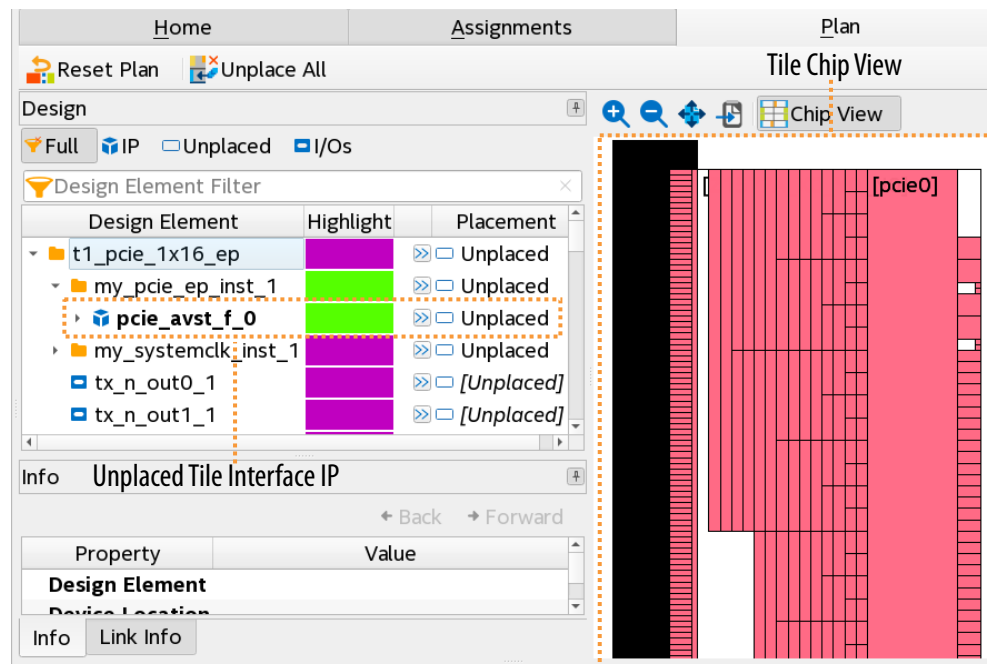 Home Assignments Plan
Reset Plan Unplace All
Tile Chip View
Design
Chip View
Full IP Unplaced I/Os
Design Element Filter
Design Element Highlight Placement
t1_pcie_1x16_ep Unplaced
my_pcie_ep_inst_1 Unplaced
pcie_avst_f_0 Unplaced
my_systemclk_inst_1 Unplaced
tx_n_out0_1 [Unplaced]
tx_n_out1_1 [Unplaced]
[
[pcie0]
Info
Unplaced Tile Interface IP
Back Forward
Property Value
Design Element
Device Location
Info Link Info